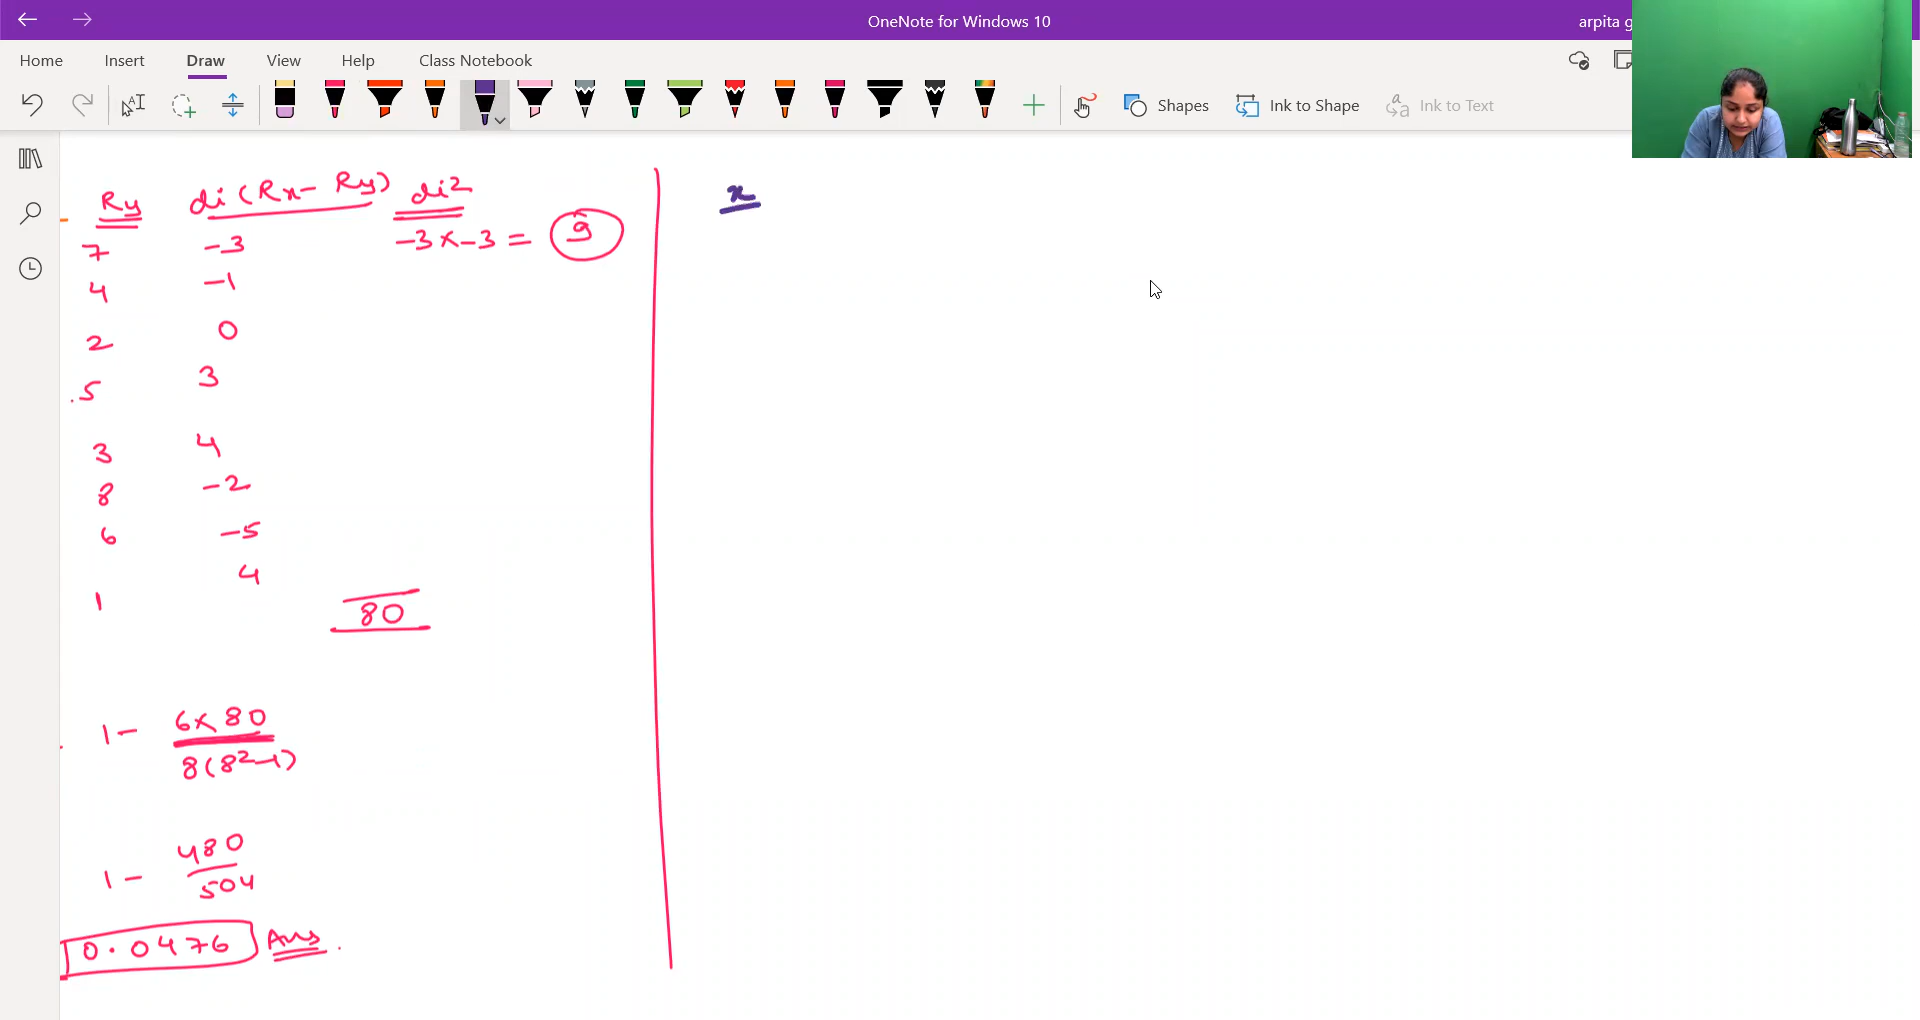 OneNote for Windows 10
arpita g
Home Insert Draw View Help Class Notebook
Shapes Ink to Shape Ink to Text
Ry di (Rx - Ry) di²
7 -3 -3 x -3 = 9
4 -1
2 0
.5 3
3 4
8 -2
6 -5
4
1
80
1 - 6 x 80
8 (8² - 1)
1 - 480
504
0.0476 Ans.
x